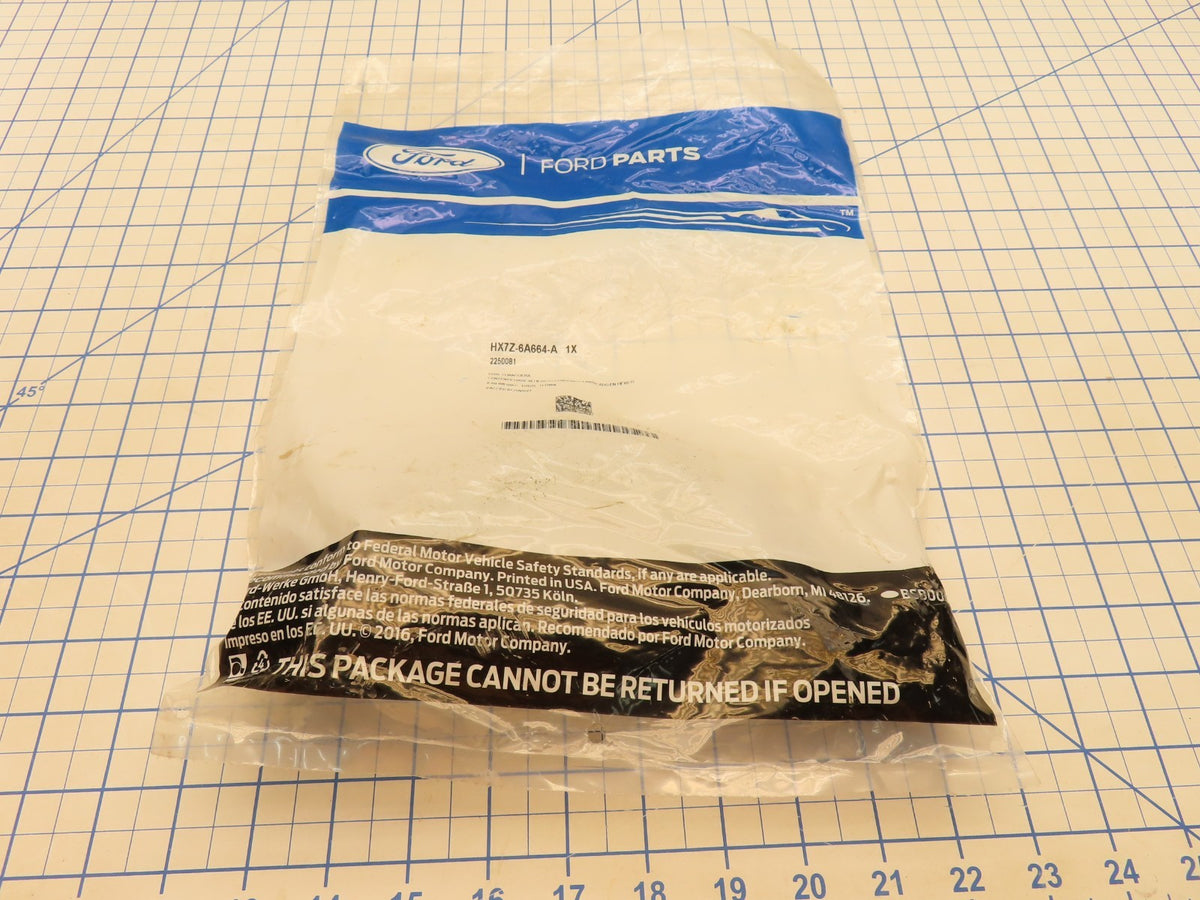 Ford | FORD PARTS
TM
HX7Z-6A664-A 1X
2250081
to Federal Motor Vehicle Safety Standards, if any are applicable.
Ford Motor Company. Printed in USA. Ford Motor Company, Dearborn, MI 48126.
GmbH, Henry-Ford-Straße 1, 50735 Köln.
contenido satisface las normas federales de seguridad para los vehículos motorizados
los EE. UU. si algunas de las normas aplican. Recomendado por Ford Motor Company.
Impreso en los EE. UU. © 2016, Ford Motor Company.
THIS PACKAGE CANNOT BE RETURNED IF OPENED
45°
15 16 17 18 19 20 21 22 23 24